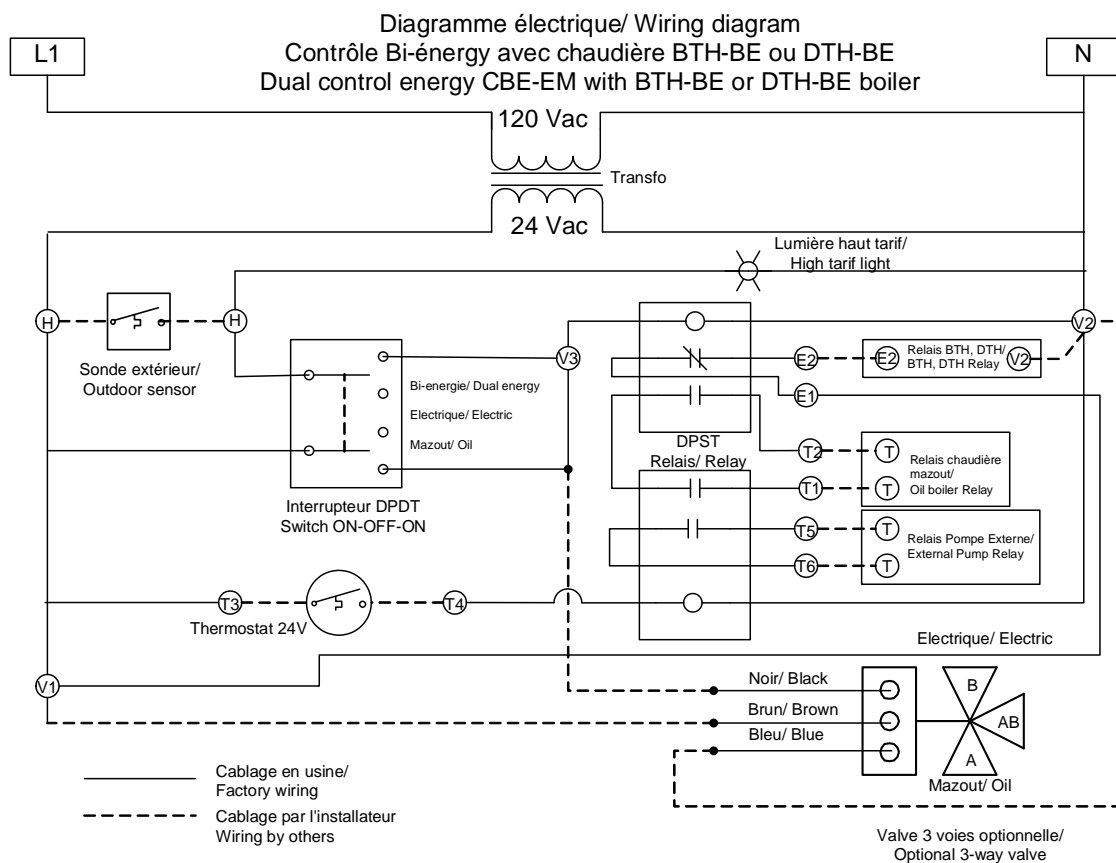 Diagramme électrique/ Wiring diagram
Contrôle Bi-énergy avec chaudière BTH-BE ou DTH-BE
Dual control energy CBE-EM with BTH-BE or DTH-BE boiler
L1
N
120 Vac
Transfo
24 Vac
Lumière haut tarif/
High tarif light
H
H
V2
Sonde extérieur/
Outdoor sensor
V3
E2
E2
Relais BTH, DTH/
BTH, DTH Relay
V2
Bi-energie/ Dual energy
Electrique/ Electric
Mazout/ Oil
E1
DPST
Relais/ Relay
T2
T
T1
T
Relais chaudière
mazout/
Oil boiler Relay
Interrupteur DPDT
Switch ON-OFF-ON
T5
T
T6
T
Relais Pompe Externe/
External Pump Relay
T3
T4
Thermostat 24V
Electrique/ Electric
V1
Noir/ Black
Brun/ Brown
Bleu/ Blue
B
AB
A
Mazout/ Oil
Cablage en usine/
Factory wiring
Cablage par l'installateur
Wiring by others
Valve 3 voies optionnelle/
Optional 3-way valve